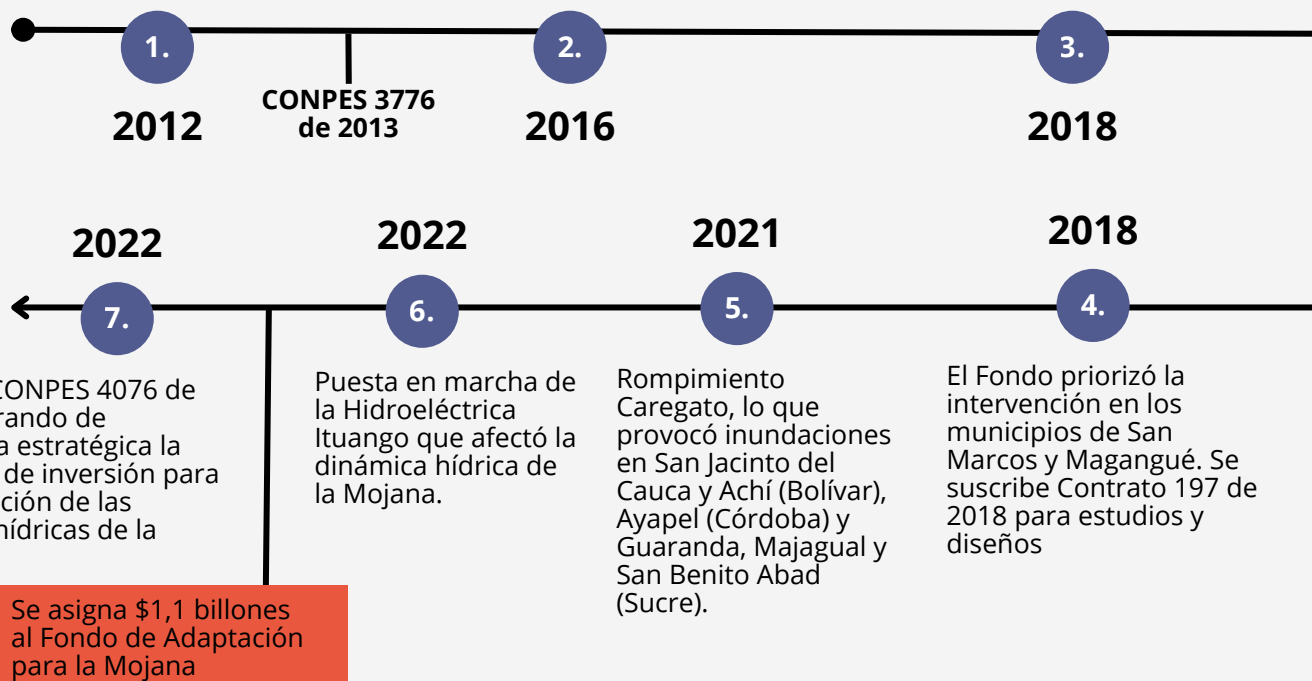 1.
2012
CONPES 3776
de 2013
2.
2016
3.
2018
2018
4.
El Fondo priorizó la
intervención en los
municipios de San
Marcos y Magangué. Se
suscribe Contrato 197 de
2018 para estudios y
diseños
2021
5.
Rompimiento
Caregato, lo que
provocó inundaciones
en San Jacinto del
Cauca y Achí (Bolívar),
Ayapel (Córdoba) y
Guaranda, Majagual y
San Benito Abad
(Sucre).
2022
6.
Puesta en marcha de
la Hidroeléctrica
Ituango que afectó la
dinámica hídrica de
la Mojana.
2022
7.
CONPES 4076 de
rando de
a estratégica la
de inversión para
ción de las
hídricas de la
Se asigna $1,1 billones
al Fondo de Adaptación
para la Mojana